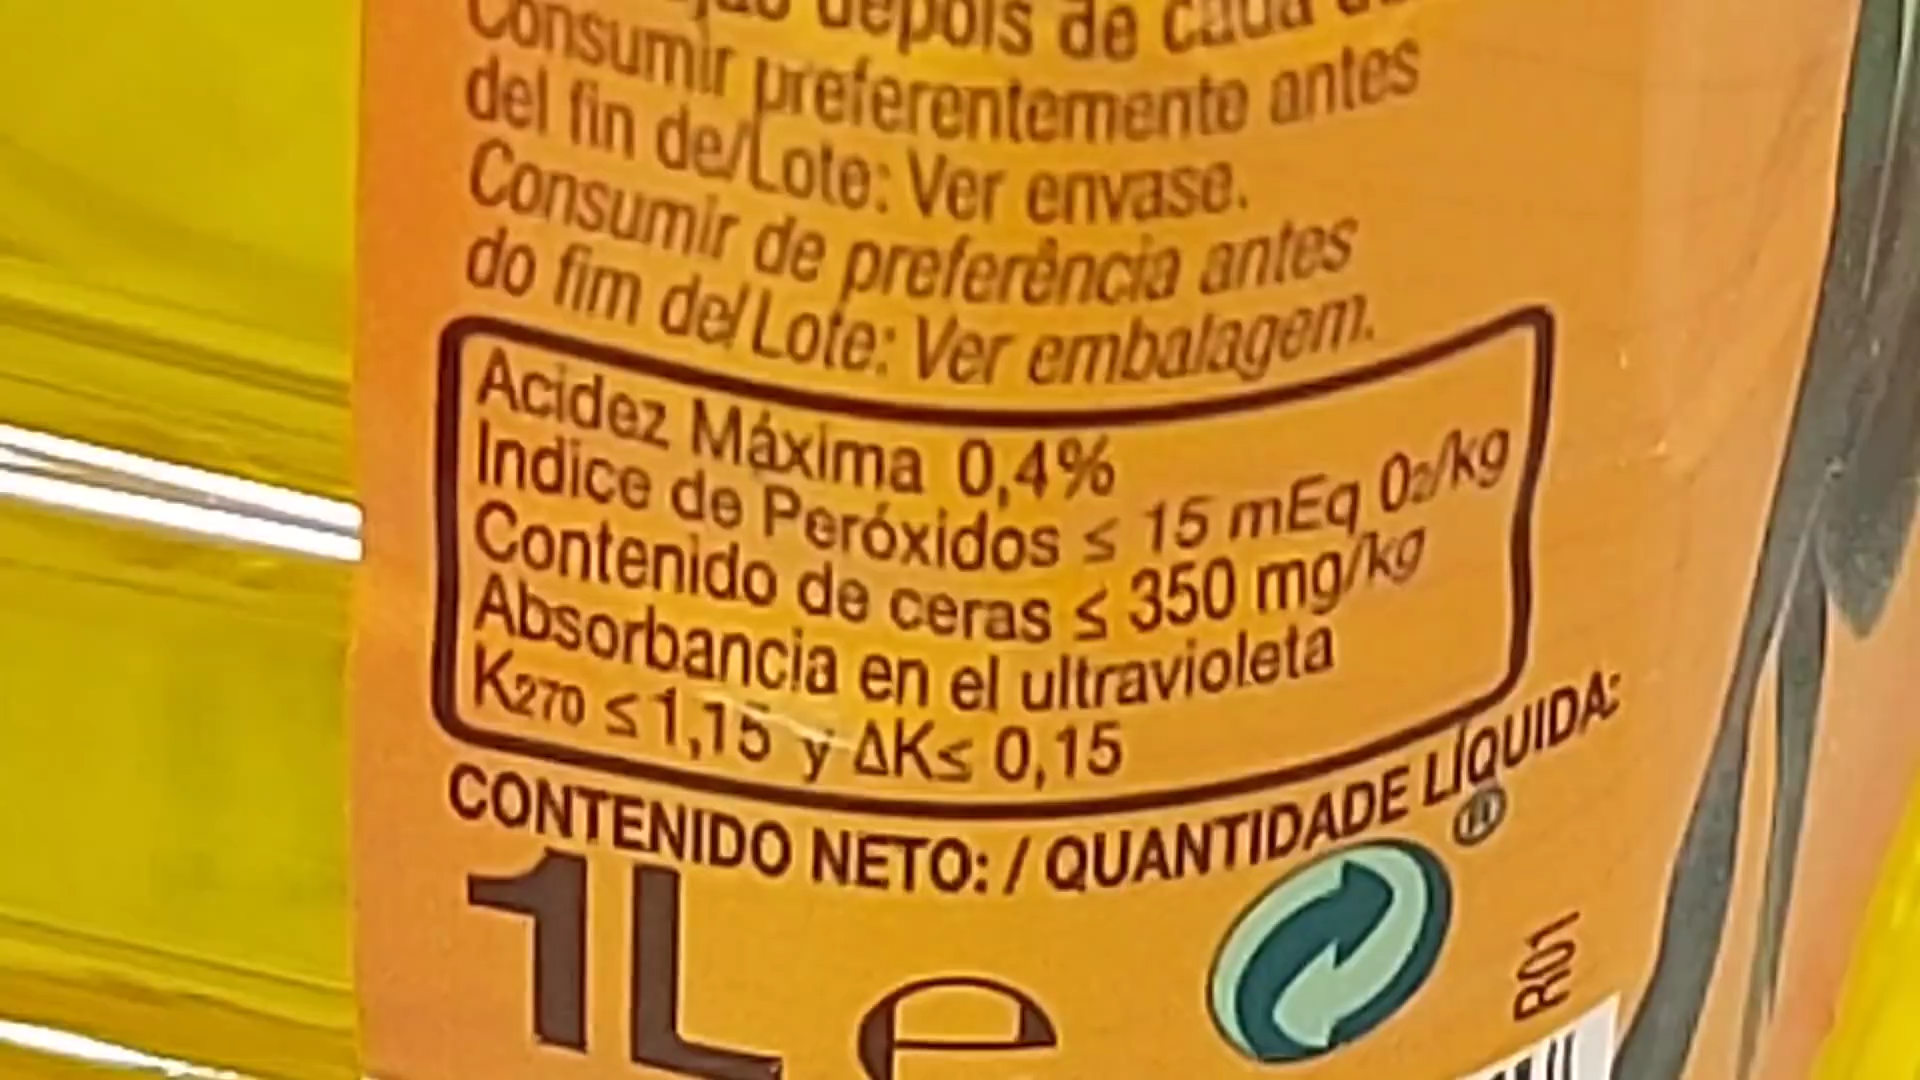 depois de cada
Consumir preferentemente antes
del fin de/Lote: Ver envase.
Consumir de preferência antes
do fim de/Lote: Ver embalagem.
Acidez Máxima 0,4%
Indice de Peróxidos ≤ 15 mEq O₂/kg
Contenido de ceras ≤ 350 mg/kg
Absorbancia en el ultravioleta
K₂₇₀ ≤ 1,15 y ΔK≤ 0,15
CONTENIDO NETO: / QUANTIDADE LÍQUIDA:
1L e
R01